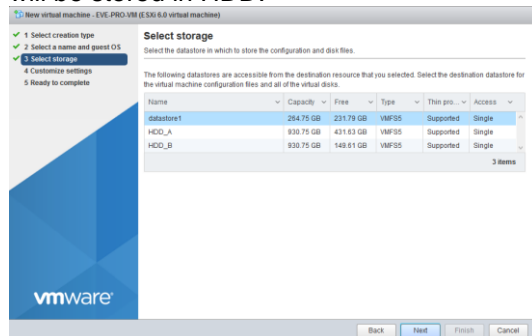 will be stored in HDD.
New virtual machine - EVE-PRO-VM (ESXi 6.0 virtual machine)
1 Select creation type
2 Select a name and guest OS
3 Select storage
4 Customize settings
5 Ready to complete
Select storage
Select the datastore in which to store the configuration and disk files.
The following datastores are accessible from the destination resource that you selected. Select the destination datastore for
the virtual machine configuration files and all of the virtual disks.
Name Capacity Free Type Thin pro... Access
datastore1 264.75 GB 231.79 GB VMFS5 Supported Single
HDD_A 930.75 GB 431.63 GB VMFS5 Supported Single
HDD_B 930.75 GB 149.61 GB VMFS5 Supported Single
3 items
vmware
Back Next Finish Cancel